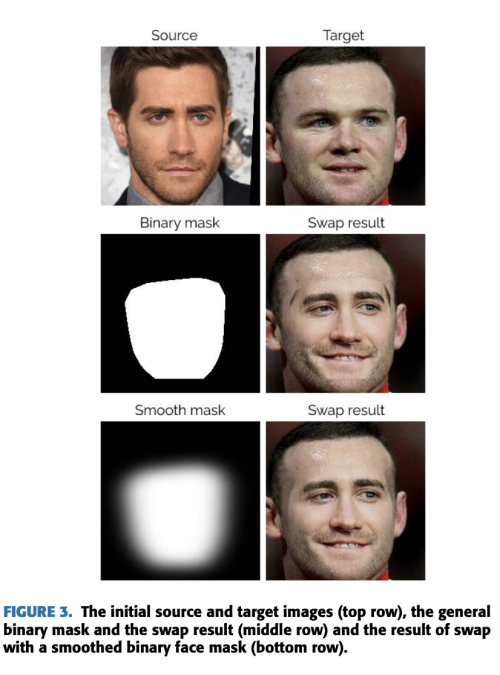 Source
Target
Binary mask
Swap result
Smooth mask
Swap result
FIGURE 3. The initial source and target images (top row), the general
binary mask and the swap result (middle row) and the result of swap
with a smoothed binary face mask (bottom row).